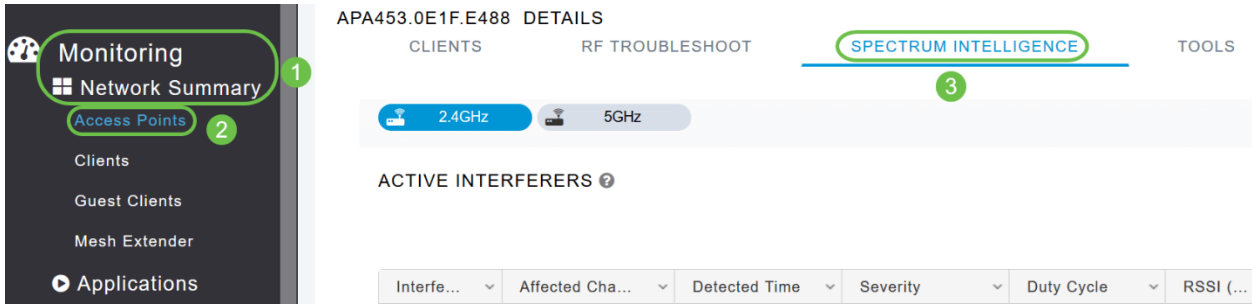 Monitoring
Network Summary
1
Access Points
2
Clients
Guest Clients
Mesh Extender
Applications
APA453.0E1F.E488 DETAILS
CLIENTS RF TROUBLESHOOT SPECTRUM INTELLIGENCE TOOLS
3
2.4GHz 5GHz
ACTIVE INTERFERERS ?
Interfe... Affected Cha... Detected Time Severity Duty Cycle RSSI (...